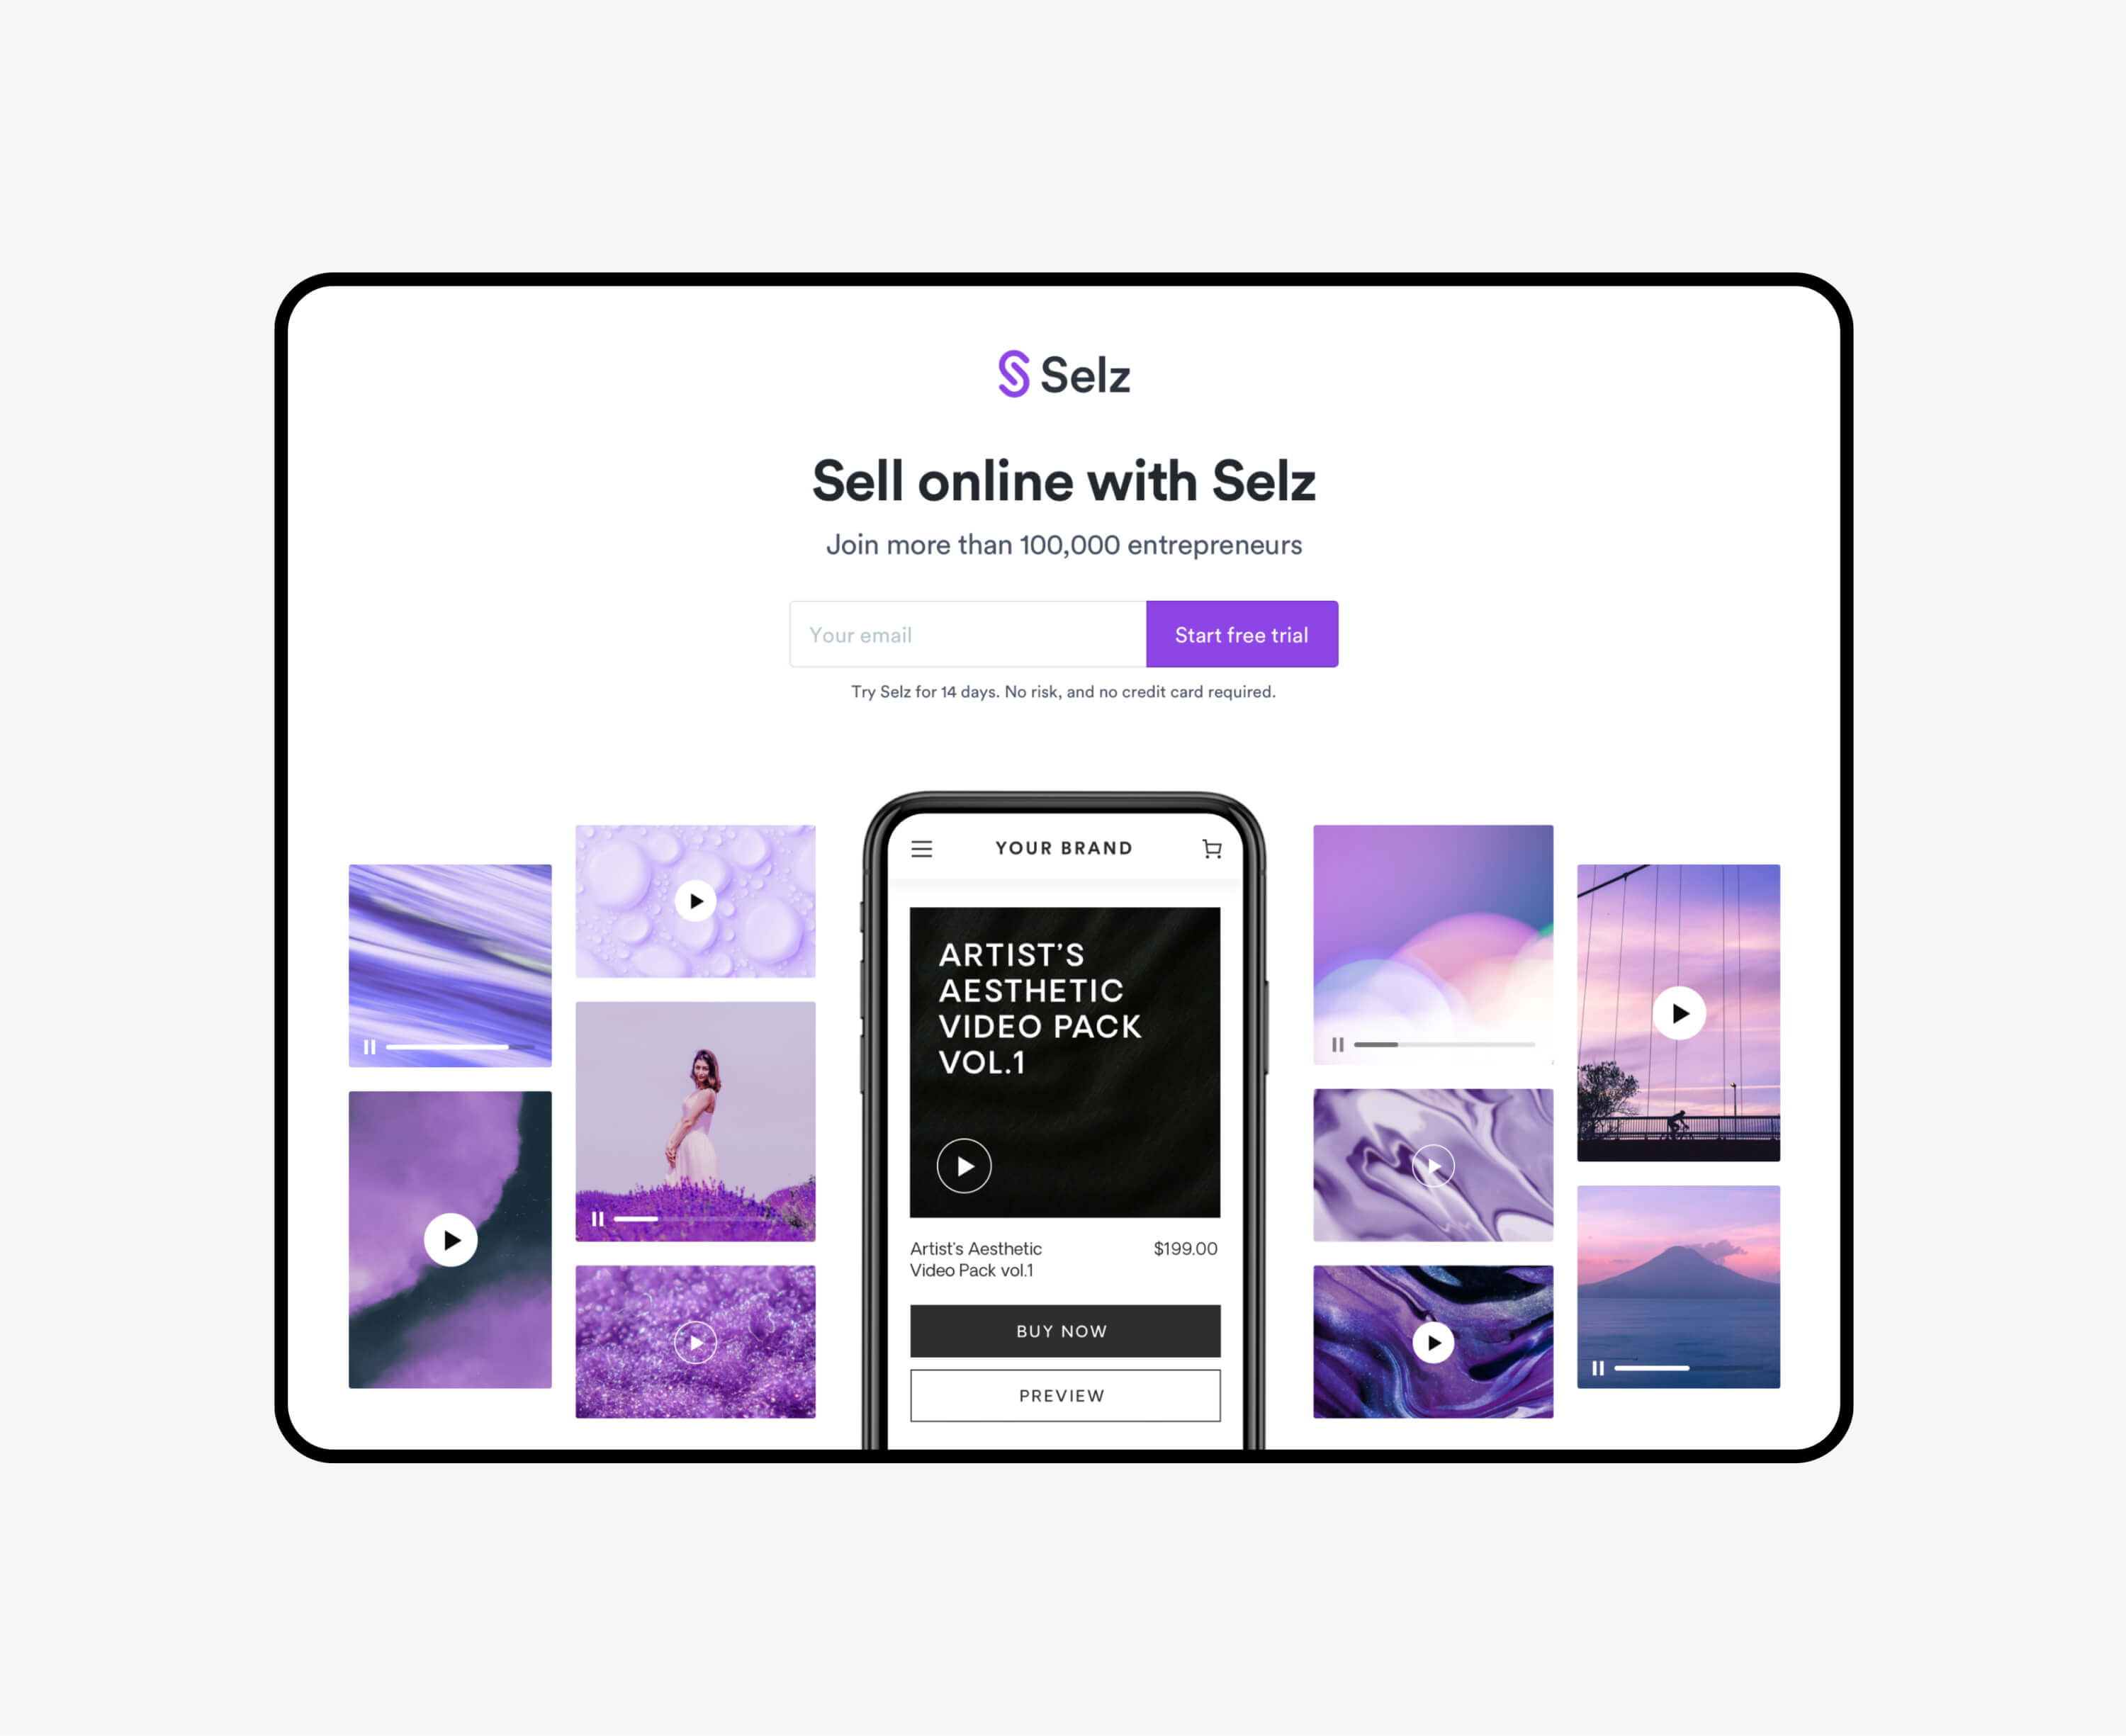 Selz
Sell online with Selz
Join more than 100,000 entrepreneurs
Your email
Start free trial
Try Selz for 14 days. No risk, and no credit card required.
YOUR BRAND
ARTIST'S
AESTHETIC
VIDEO PACK
VOL.1
Artist's Aesthetic
Video Pack vol.1
$199.00
BUY NOW
PREVIEW